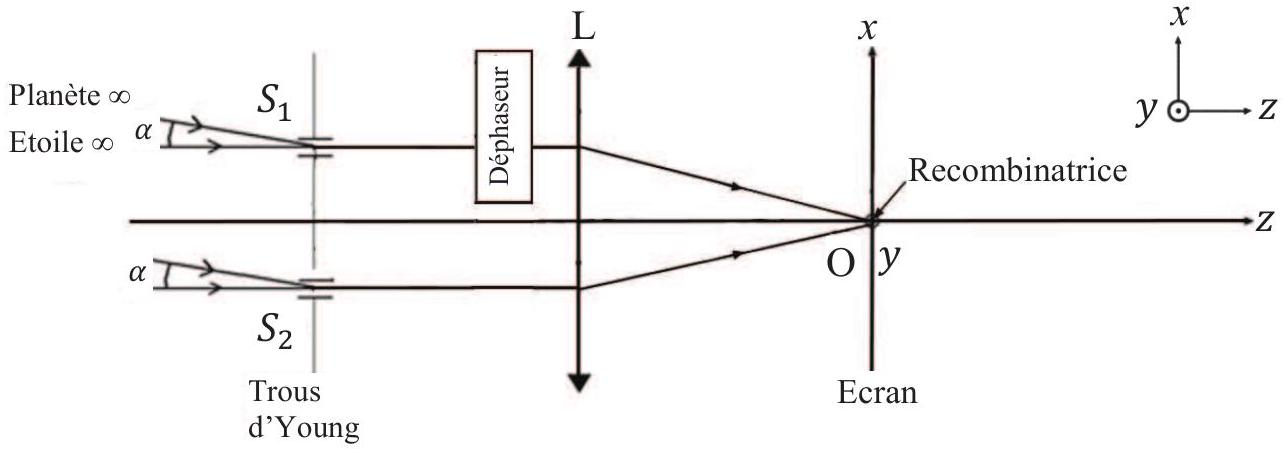 L
x
x
y
z
Planète ∞
Etoile ∞
α
S₁
Déphaseur
Recombinatrice
z
α
O
y
S₂
Trous
d'Young
Ecran